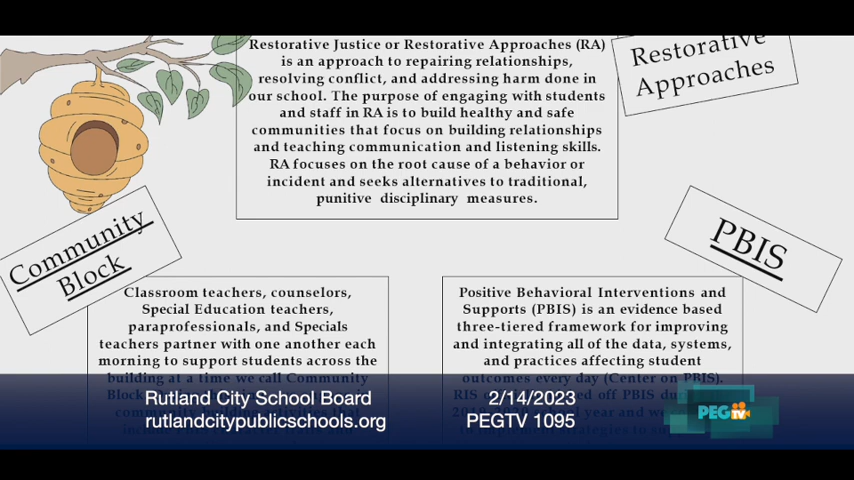 Restorative Justice or Restorative Approaches (RA)
is an approach to repairing relationships,
resolving conflict, and addressing harm done in
our school. The purpose of engaging with students
and staff in RA is to build healthy and safe
communities that focus on building relationships
and teaching communication and listening skills.
RA focuses on the root cause of a behavior or
incident and seeks alternatives to traditional,
punitive disciplinary measures.
Restorative
Approaches
Community
Block
PBIS
Classroom teachers, counselors,
Special Education teachers,
paraprofessionals, and Specials
teachers partner with one another each
morning to support students across the
building at a time we call Community
Positive Behavioral Interventions and
Supports (PBIS) is an evidence based
three-tiered framework for improving
and integrating all of the data, systems,
and practices affecting student
outcomes every day (Center on PBIS).
Rutland City School Board
rutlandcitypublicschools.org
2/14/2023
PEGTV 1095
PEGTV